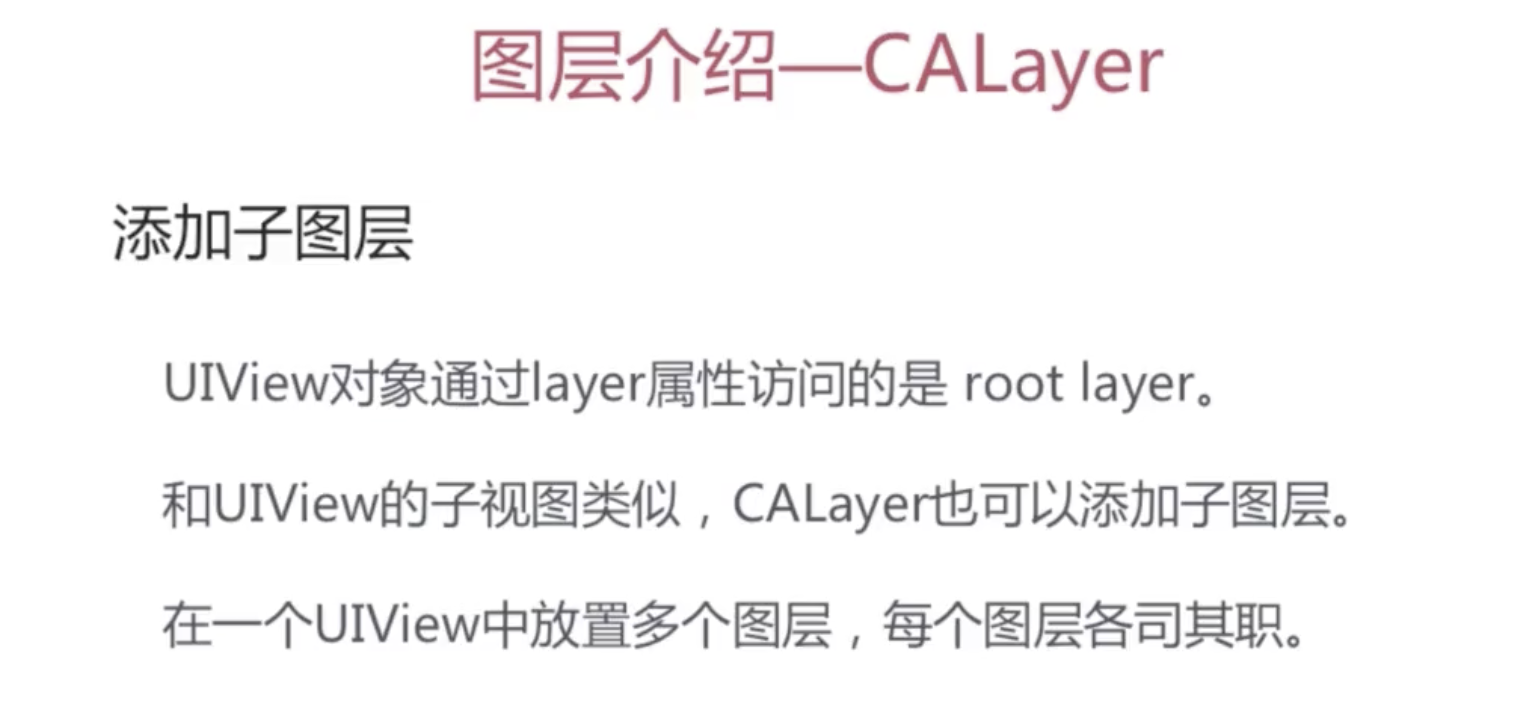 图层介绍—CALayer
添加子图层
UIView对象通过layer属性访问的是 root layer。
和UIView的子视图类似，CALayer也可以添加子图层。
在一个UIView中放置多个图层，每个图层各司其职。